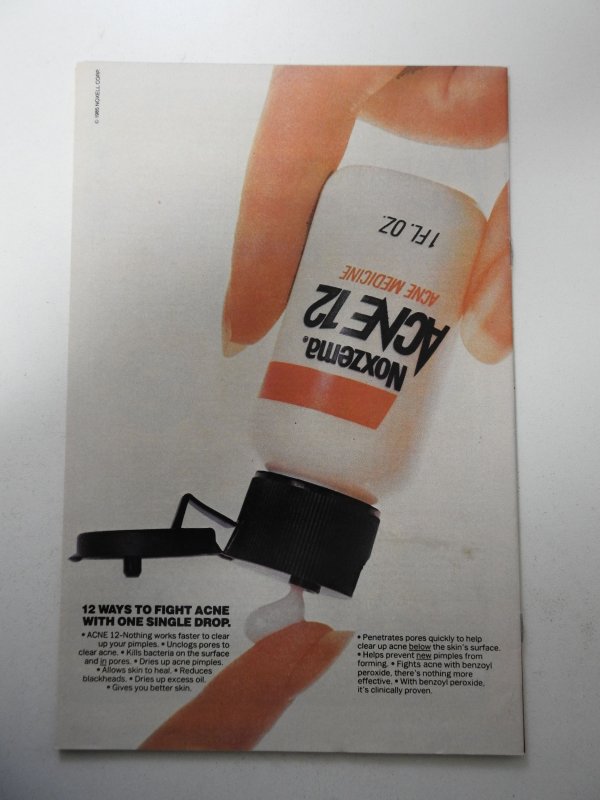 © 1985 NOXELL CORP.
1 FL. OZ.
ACNE MEDICINE
ACNE 12
Noxzema®
12 WAYS TO FIGHT ACNE
WITH ONE SINGLE DROP.
• ACNE 12-Nothing works faster to clear
up your pimples. • Unclogs pores to
clear acne. • Kills bacteria on the surface
and in pores. • Dries up acne pimples.
• Allows skin to heal. • Reduces
blackheads. • Dries up excess oil.
• Gives you better skin.
• Penetrates pores quickly to help
clear up acne below the skin's surface.
• Helps prevent new pimples from
forming. • Fights acne with benzoyl
peroxide, there's nothing more
effective. • With benzoyl peroxide,
it's clinically proven.